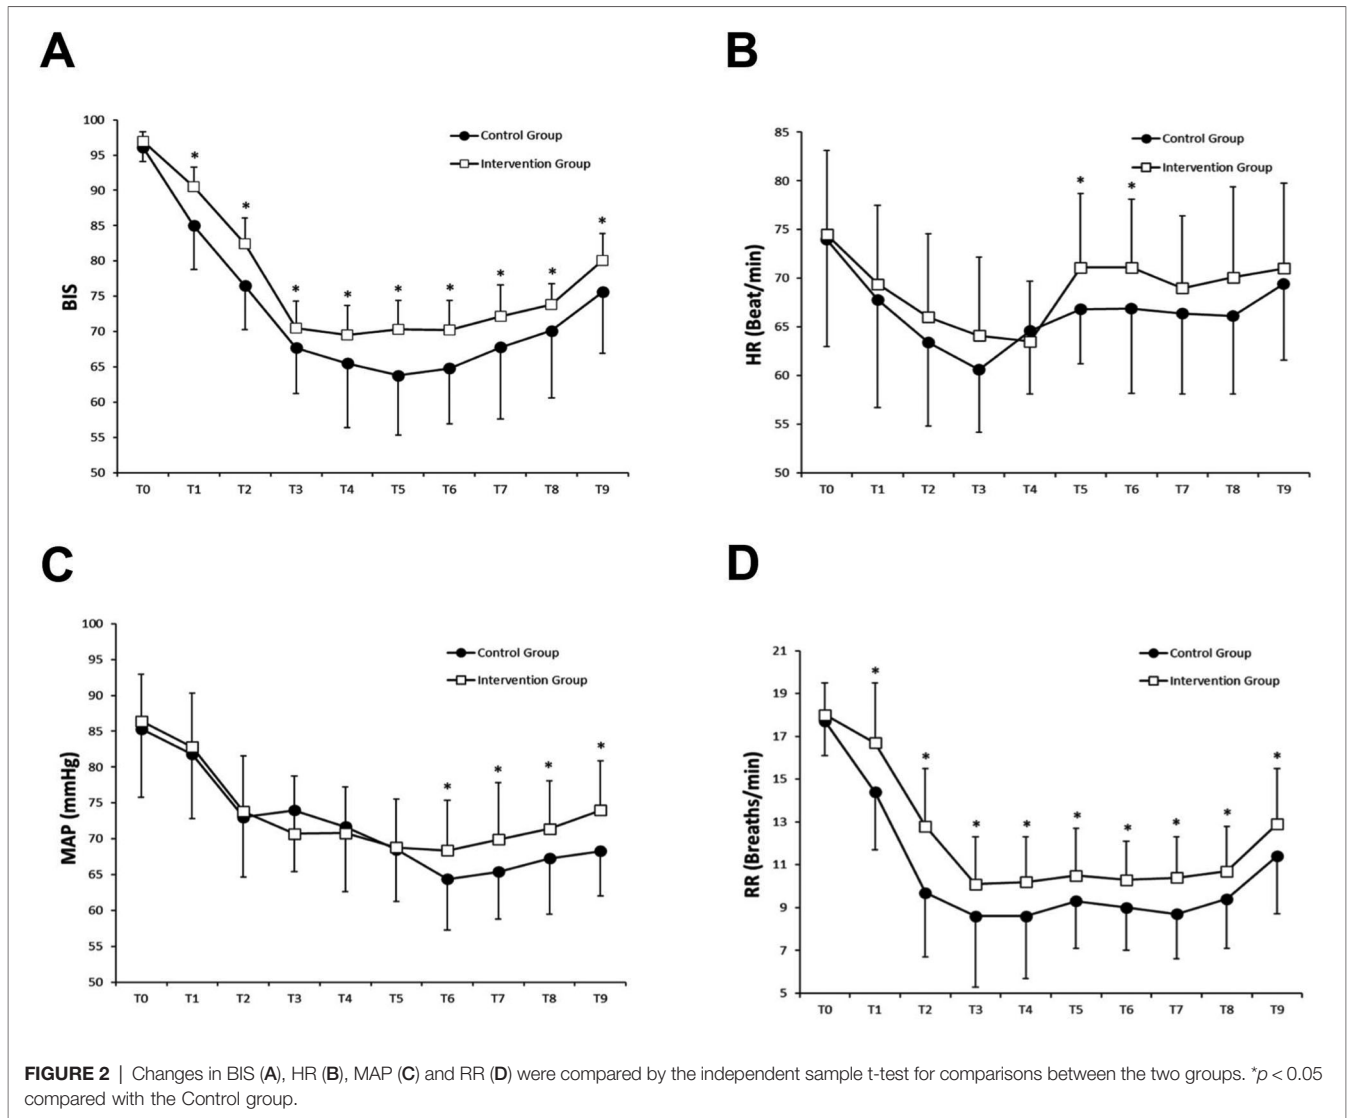 A
BIS
100
95
90
85
80
75
70
65
60
55
50
Control Group
Intervention Group
* * * * * * * * *
T0 T1 T2 T3 T4 T5 T6 T7 T8 T9
B
HR (Beat/min)
85
80
75
70
65
60
55
50
Control Group
Intervention Group
* *
T0 T1 T2 T3 T4 T5 T6 T7 T8 T9
C
MAP (mmHg)
100
95
90
85
80
75
70
65
60
55
50
Control Group
Intervention Group
* * * *
T0 T1 T2 T3 T4 T5 T6 T7 T8 T9
D
RR (Breaths/min)
21
19
17
15
13
11
9
7
5
Control Group
Intervention Group
* * * * * * * * *
T0 T1 T2 T3 T4 T5 T6 T7 T8 T9
FIGURE 2 | Changes in BIS (A), HR (B), MAP (C) and RR (D) were compared by the independent sample t-test for comparisons between the two groups. *p < 0.05
compared with the Control group.